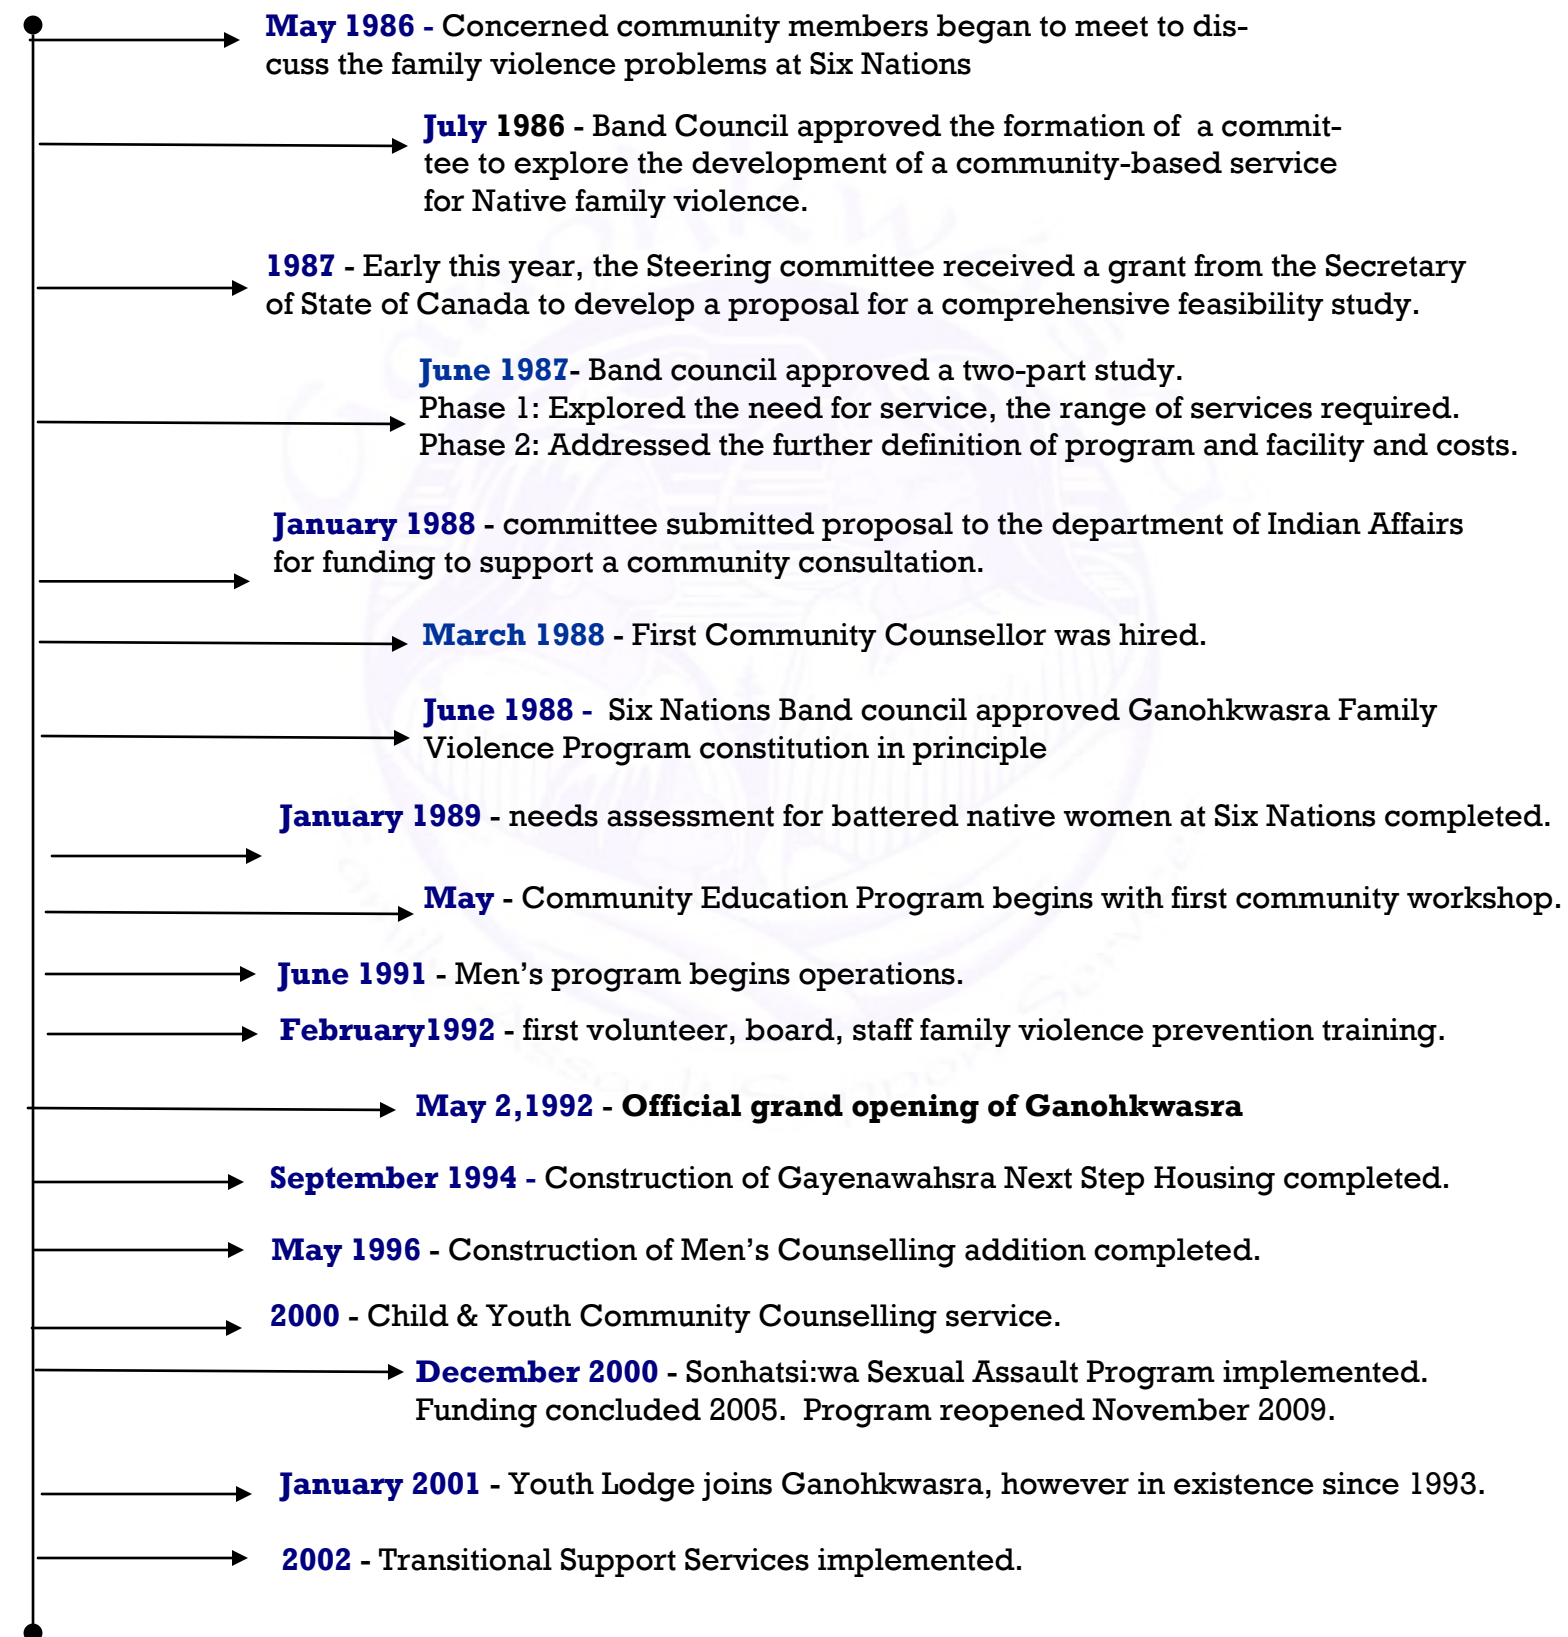 May 1986 - Concerned community members began to meet to dis-
cuss the family violence problems at Six Nations
July 1986 - Band Council approved the formation of  a commit-
tee to explore the development of a community-based service
for Native family violence.
1987 - Early this year, the Steering committee received a grant from the Secretary
of State of Canada to develop a proposal for a comprehensive feasibility study.
June 1987- Band council approved a two-part study.
Phase 1: Explored the need for service, the range of services required.
Phase 2: Addressed the further definition of program and facility and costs.
January 1988 - committee submitted proposal to the department of Indian Affairs
for funding to support a community consultation.
March 1988 - First Community Counsellor was hired.
June 1988 -  Six Nations Band council approved Ganohkwasra Family
Violence Program constitution in principle
January 1989 - needs assessment for battered native women at Six Nations completed.
May - Community Education Program begins with first community workshop.
June 1991 - Men’s program begins operations.
February1992 - first volunteer, board, staff family violence prevention training.
May 2,1992 - Official grand opening of Ganohkwasra
September 1994 - Construction of Gayenawahsra Next Step Housing completed.
May 1996 - Construction of Men’s Counselling addition completed.
2000 - Child & Youth Community Counselling service.
December 2000 - Sonhatsi:wa Sexual Assault Program implemented.
Funding concluded 2005.  Program reopened November 2009.
January 2001 - Youth Lodge joins Ganohkwasra, however in existence since 1993.
2002 - Transitional Support Services implemented.